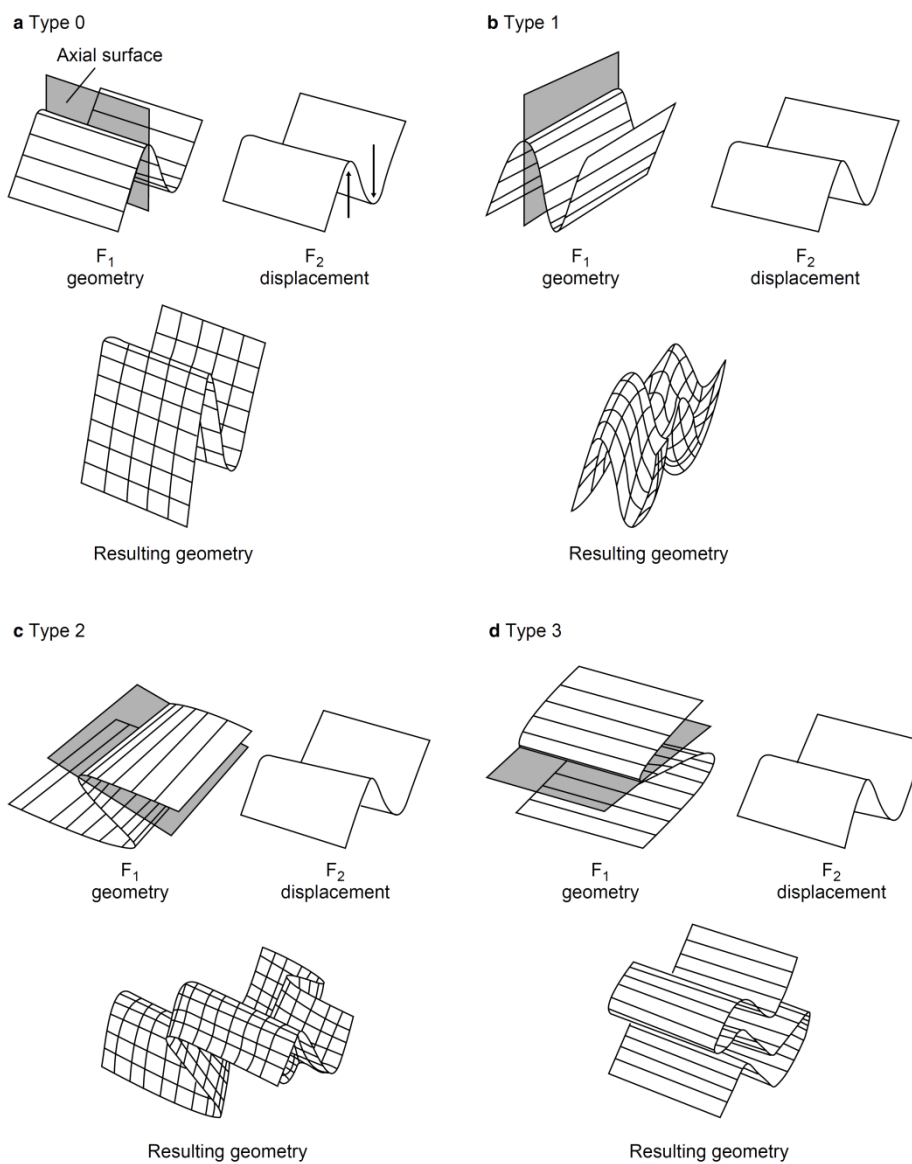 a Type 0
Axial surface
F₁
geometry
F₂
displacement
Resulting geometry
b Type 1
F₁
geometry
F₂
displacement
Resulting geometry
c Type 2
F₁
geometry
F₂
displacement
Resulting geometry
d Type 3
F₁
geometry
F₂
displacement
Resulting geometry